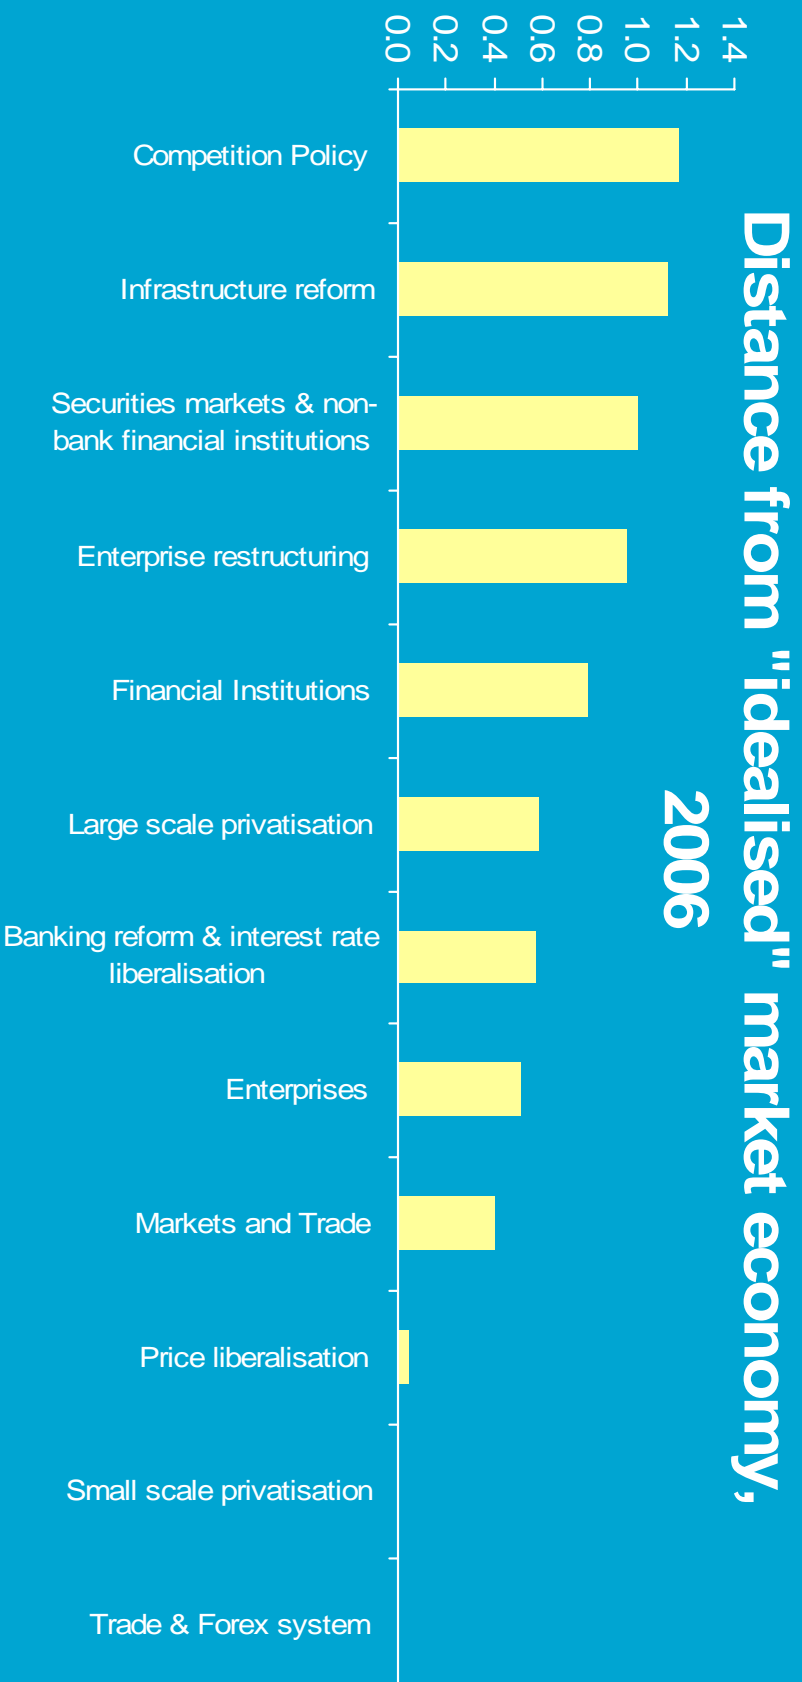 Distance from "idealised" market economy,
2006
0.0
0.2
0.4
0.6
0.8
1.0
1.2
1.4
Competition Policy
Infrastructure reform
Securities markets & non-
bank financial institutions
Enterprise restructuring
Financial Institutions
Large scale privatisation
Banking reform & interest rate
liberalisation
Enterprises
Markets and Trade
Price liberalisation
Small scale privatisation
Trade & Forex system